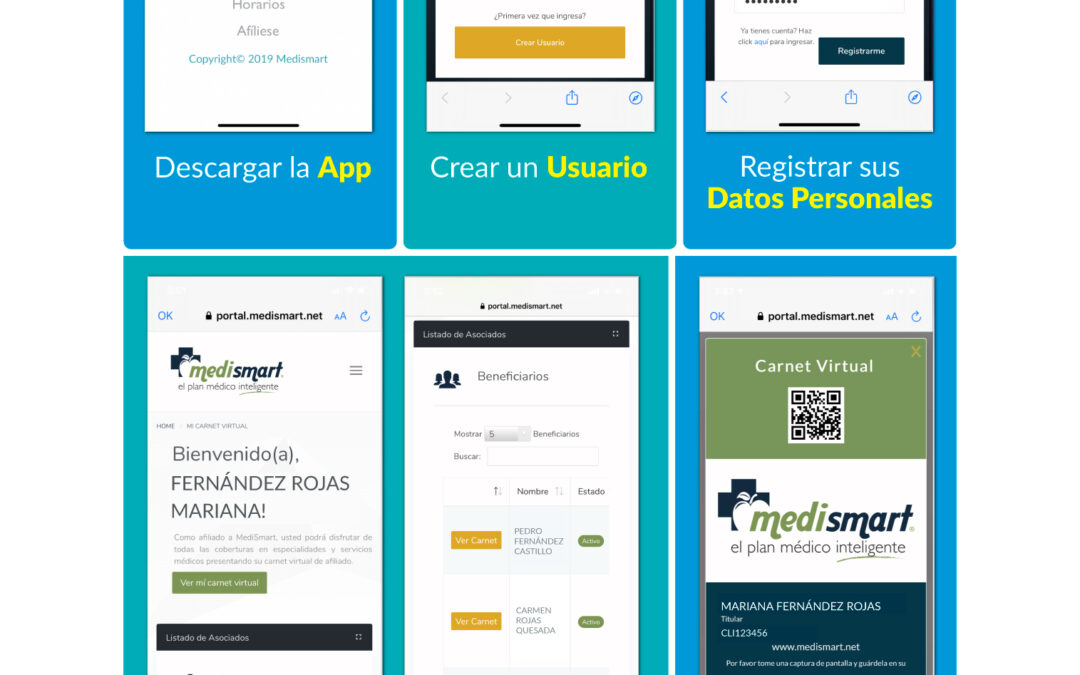 Horarios
Afíliese
Copyright© 2019 Medismart
Descargar la App
¿Primera vez que ingresa?
Crear Usuario
Crear un Usuario
Ya tienes cuenta? Haz
click aquí para ingresar.
Registrarme
Registrar sus
Datos Personales
OK
portal.medismart.net
AA
medismart®
el plan médico inteligente
HOME / MI CARNET VIRTUAL
Bienvenido(a),
FERNÁNDEZ ROJAS
MARIANA!
Como afiliado a MediSmart, usted podrá disfrutar de
todas las coberturas en especialidades y servicios
médicos presentando su carnet virtual de afiliado.
Ver mí carnet virtual
Listado de Asociados
portal.medismart.net
Listado de Asociados
Beneficiarios
Mostrar 5 Beneficiarios
Buscar:
Nombre Estado
Ver Carnet
PEDRO
FERNÁNDEZ
CASTILLO
Activo
Ver Carnet
CARMEN
ROJAS
QUESADA
Activo
OK
portal.medismart.net
AA
X
Carnet Virtual
medismart®
el plan médico inteligente
MARIANA FERNÁNDEZ ROJAS
Titular
CLI123456
www.medismart.net
Por favor tome una captura de pantalla y guárdela en su